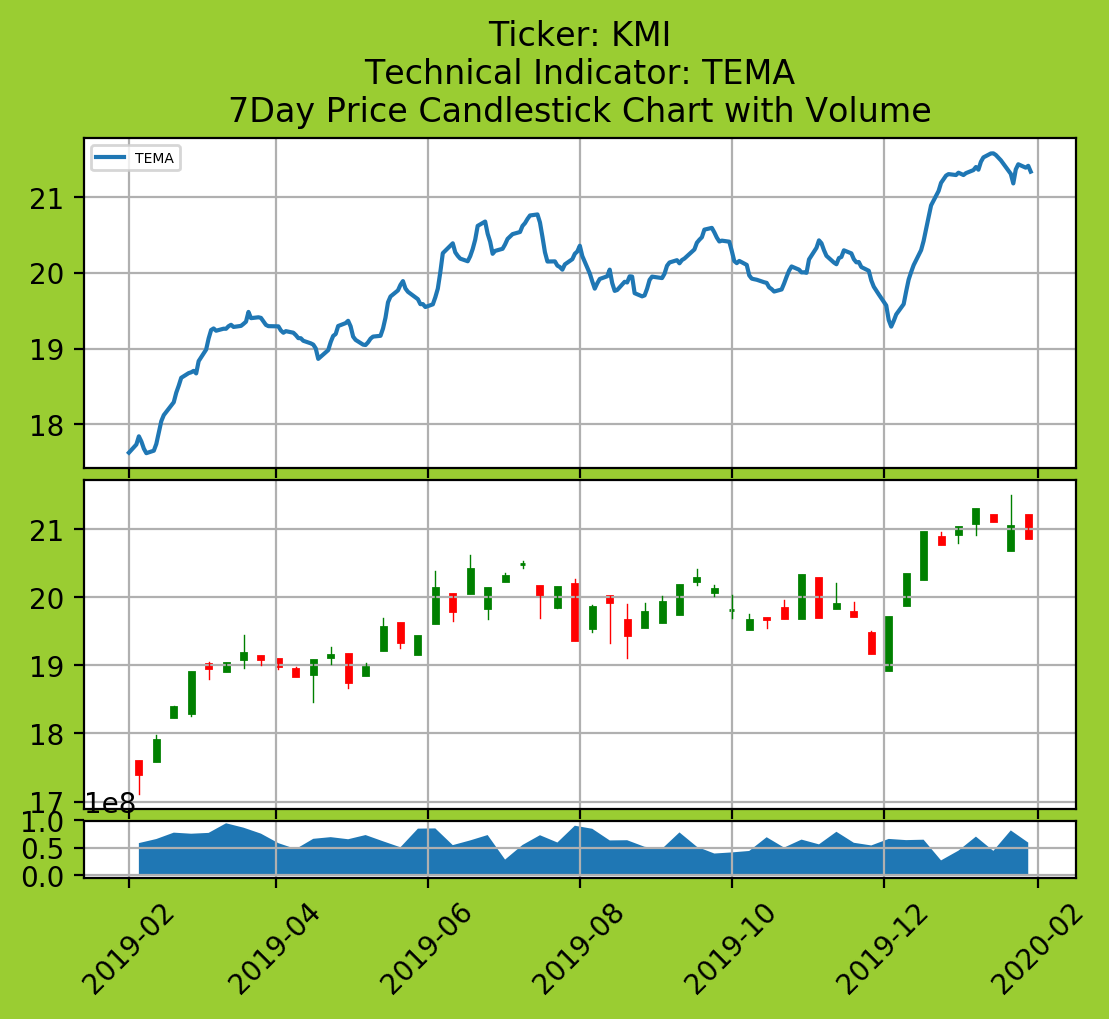 Ticker: KMI
Technical Indicator: TEMA
7Day Price Candlestick Chart with Volume
TEMA
21
20
19
18
21
20
19
18
17
1e8
1.0
0.5
0.0
2019-02 2019-04 2019-06 2019-08 2019-10 2019-12 2020-02